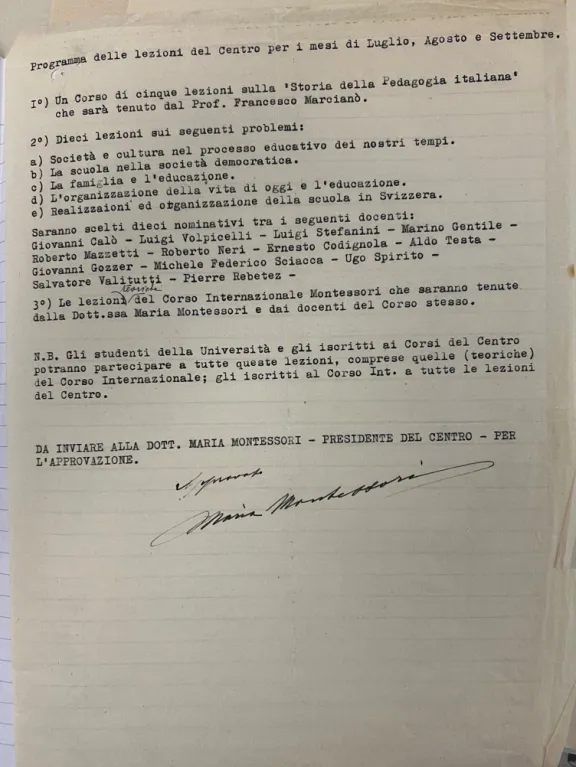 Programma delle lezioni del Centro per i mesi di Luglio, Agosto e Settembre.
1º) Un Corso di cinque lezioni sulla 'Storia della Pedagogia italiana'
che sarà tenuto dal Prof. Francesco Marcianò.
2º) Dieci lezioni sui seguenti problemi:
a) Società e cultura nel processo educativo dei nostri tempi.
b) La scuola nella società democratica.
c) La famiglia e l'educazione.
d) L'organizzazione della vita di oggi e l'educazione.
e) Realizzaioni ed organizzazione della scuola in Svizzera.
Saranno scelti dieci nominativi tra i seguenti docenti:
Giovanni Calò - Luigi Volpicelli - Luigi Stefanini - Marino Gentile -
Roberto Mazzetti - Roberto Neri - Ernesto Codignola - Aldo Testa -
Giovanni Gozzer - Michele Federico Sciacca - Ugo Spirito -
Salvatore Valitutti - Pierre Rebetez -
teoriche
3º) Le lezioni del Corso Internazionale Montessori che saranno tenute
dalla Dott.ssa Maria Montessori e dai docenti del Corso stesso.
N.B. Gli studenti della Università e gli iscritti ai Corsi del Centro
potranno partecipare a tutte queste lezioni, comprese quelle (teoriche)
del Corso Internazionale; gli iscritti al Corso Int. a tutte le lezioni
del Centro.
DA INVIARE ALLA DOTT. MARIA MONTESSORI - PRESIDENTE DEL CENTRO - PER
L'APPROVAZIONE.
Approvato
Maria Montessori